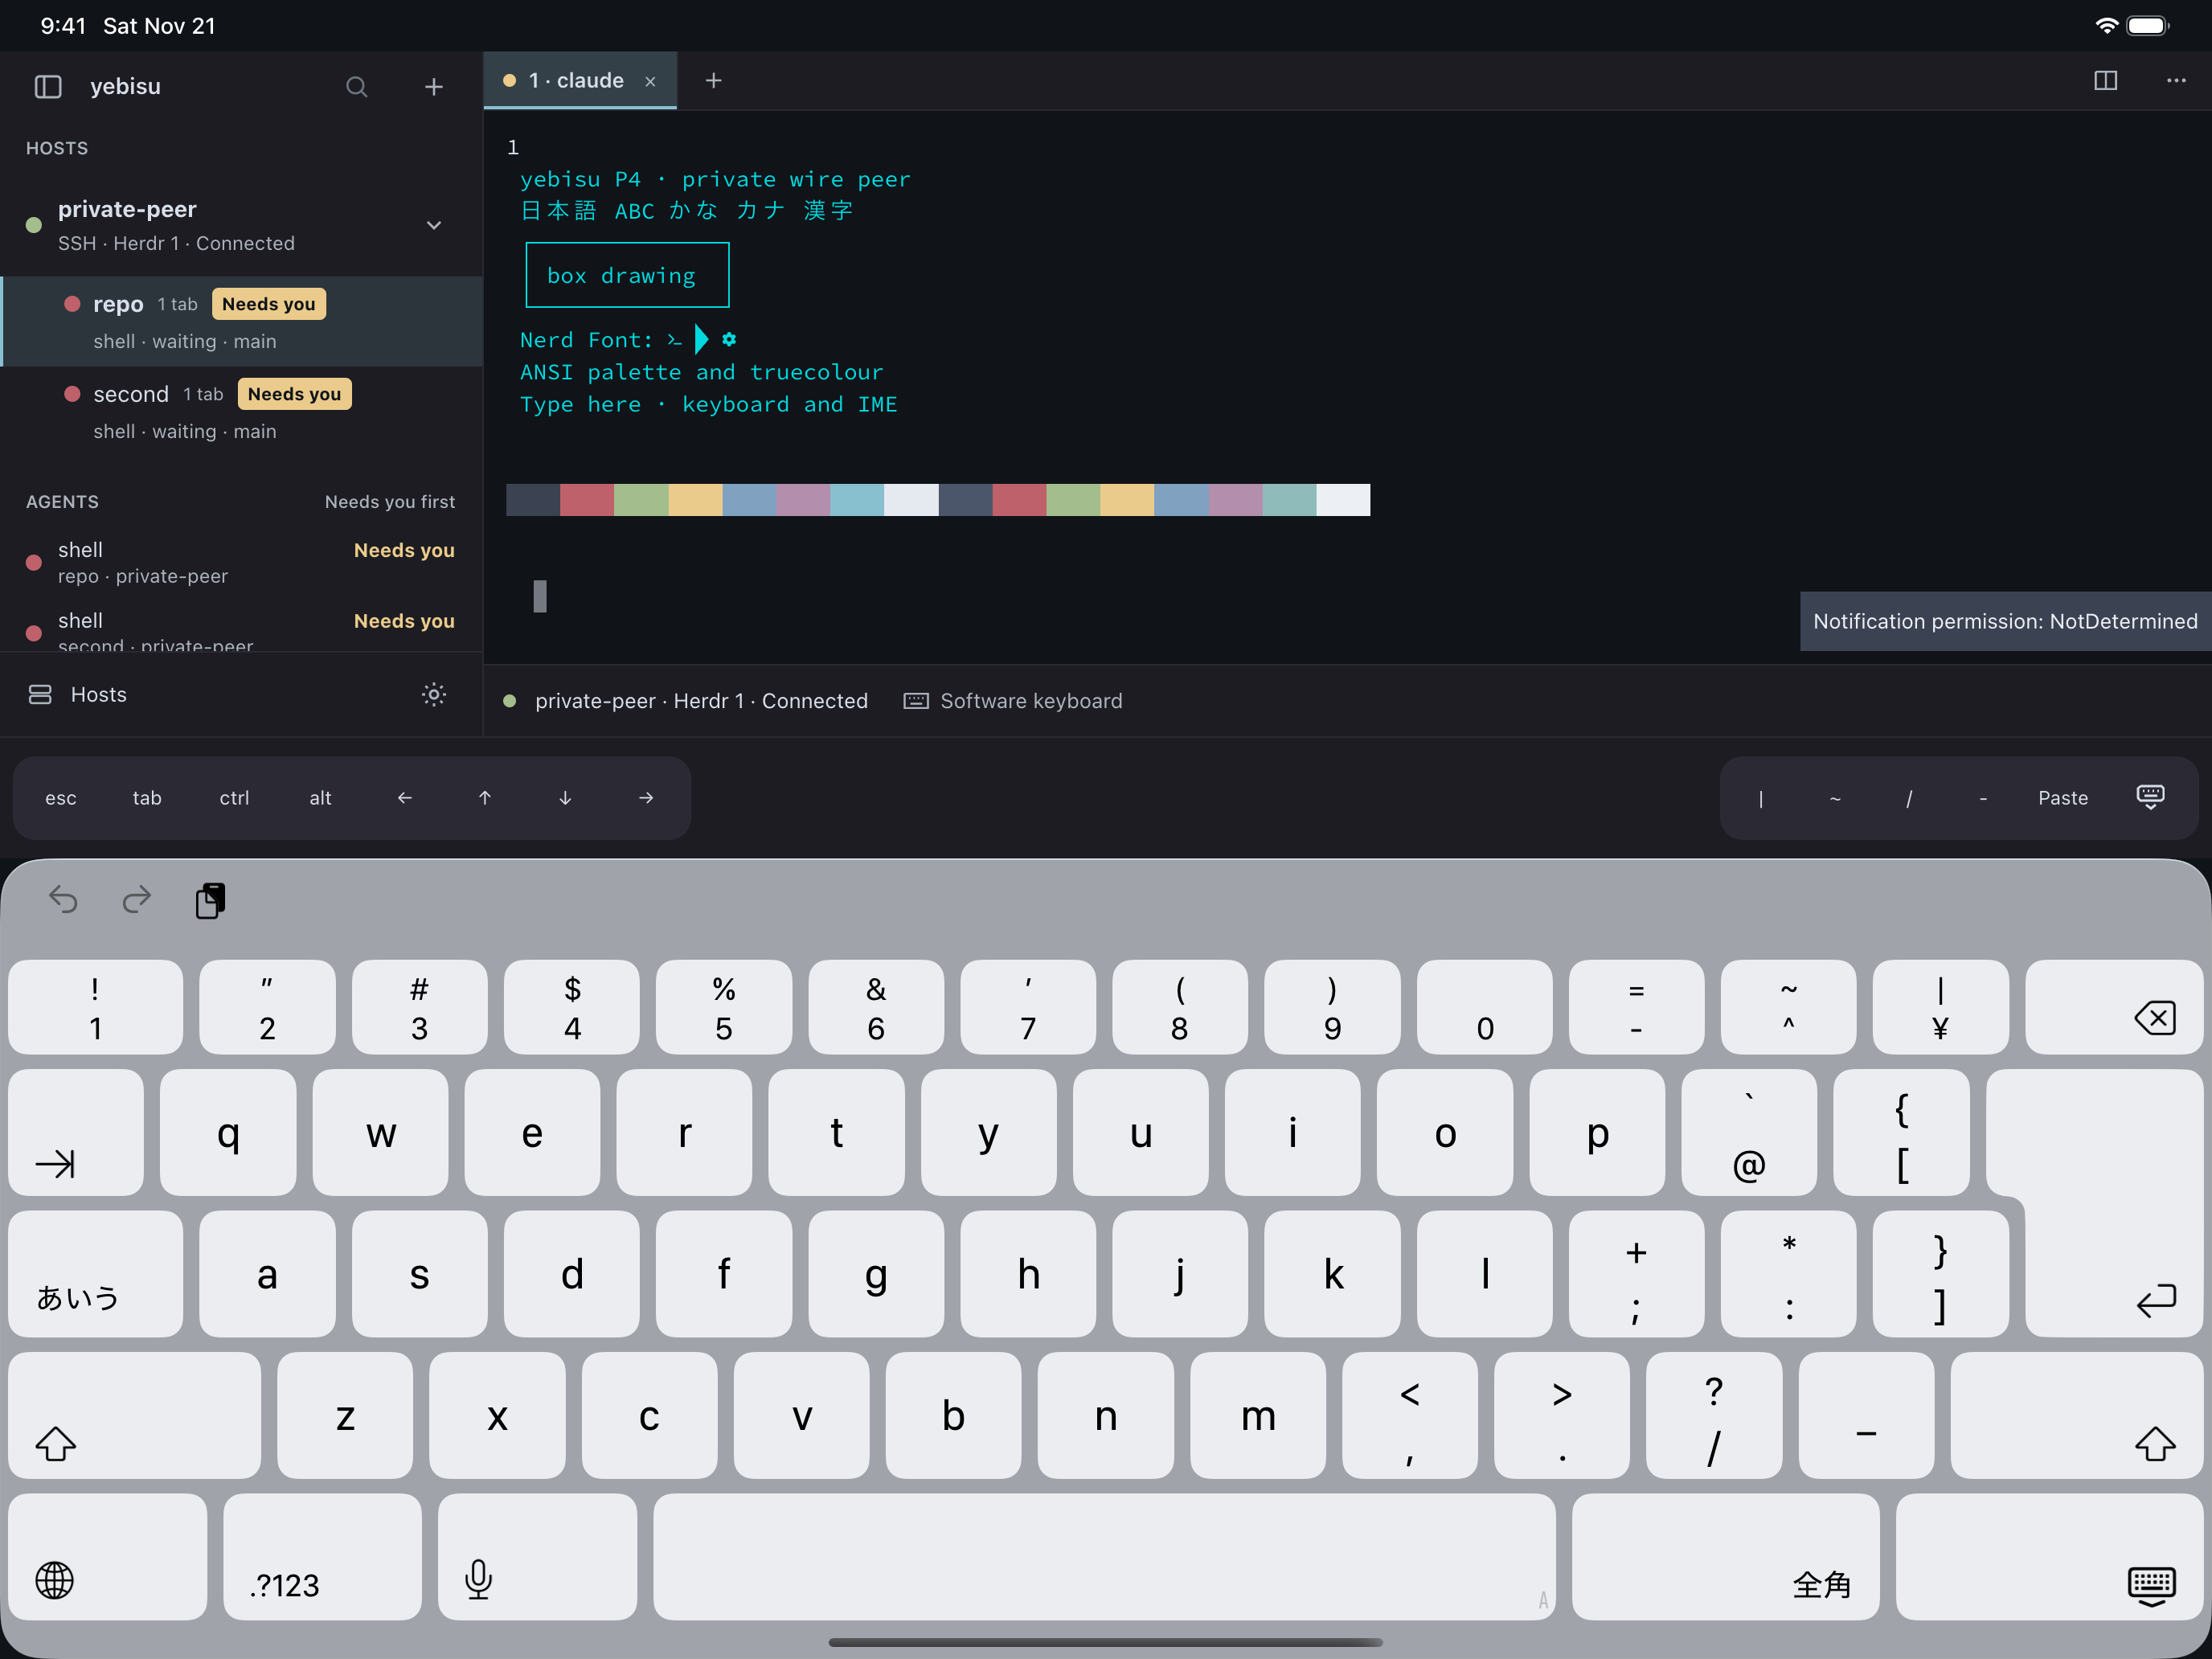 9:41 Sat Nov 21
yebisu
HOSTS
private-peer
SSH · Herdr 1 · Connected
repo 1 tab Needs you
shell · waiting · main
second 1 tab Needs you
shell · waiting · main
AGENTS Needs you first
shell Needs you
repo · private-peer
shell Needs you
second · private-peer
Hosts
1 · claude ×
1
yebisu P4 · private wire peer
日本語 ABC かな カナ 漢字
box drawing
Nerd Font:
ANSI palette and truecolour
Type here · keyboard and IME
Notification permission: NotDetermined
private-peer · Herdr 1 · Connected Software keyboard
esc tab ctrl alt ← ↑ ↓ →
| ~ / - Paste
! " # $ % & ' ( ) = ~ |
1 2 3 4 5 6 7 8 9 0 - ^ ¥
q w e r t y u i o p ` @ { [
あいう a s d f g h j k l + ; * : } ]
z x c v b n m < , > . ? / _
.?123 A 全角